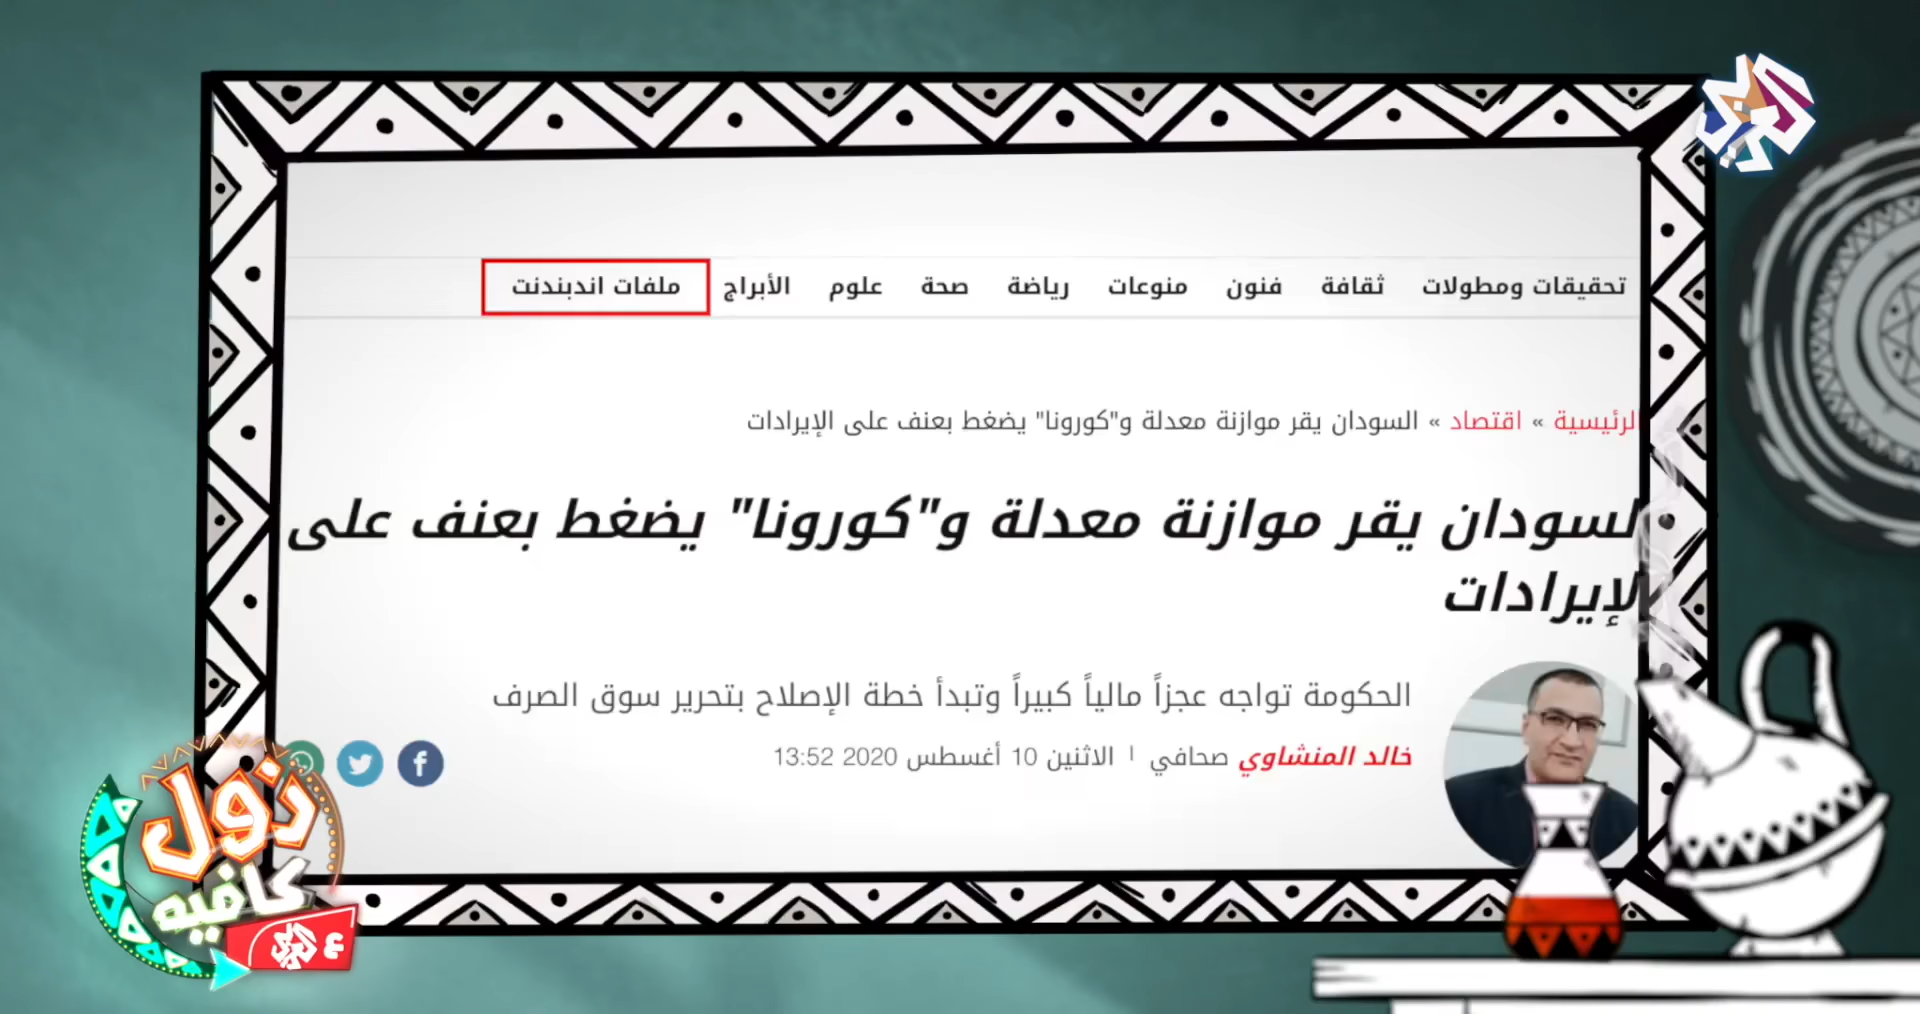 تحقيقات ومطولات ثقافة فنون منوعات رياضة صحة علوم الأبراج ملفات اندبندنت
الرئيسية » اقتصاد » السودان يقر موازنة معدلة و"كورونا" يضغط بعنف على الإيرادات
لسودان يقر موازنة معدلة و"كورونا" يضغط بعنف على
لإيرادات
الحكومة تواجه عجزاً مالياً كبيراً وتبدأ خطة الإصلاح بتحرير سوق الصرف
خالد المنشاوي صحافي | الاثنين 10 أغسطس 2020 13:52
زول
كافيه